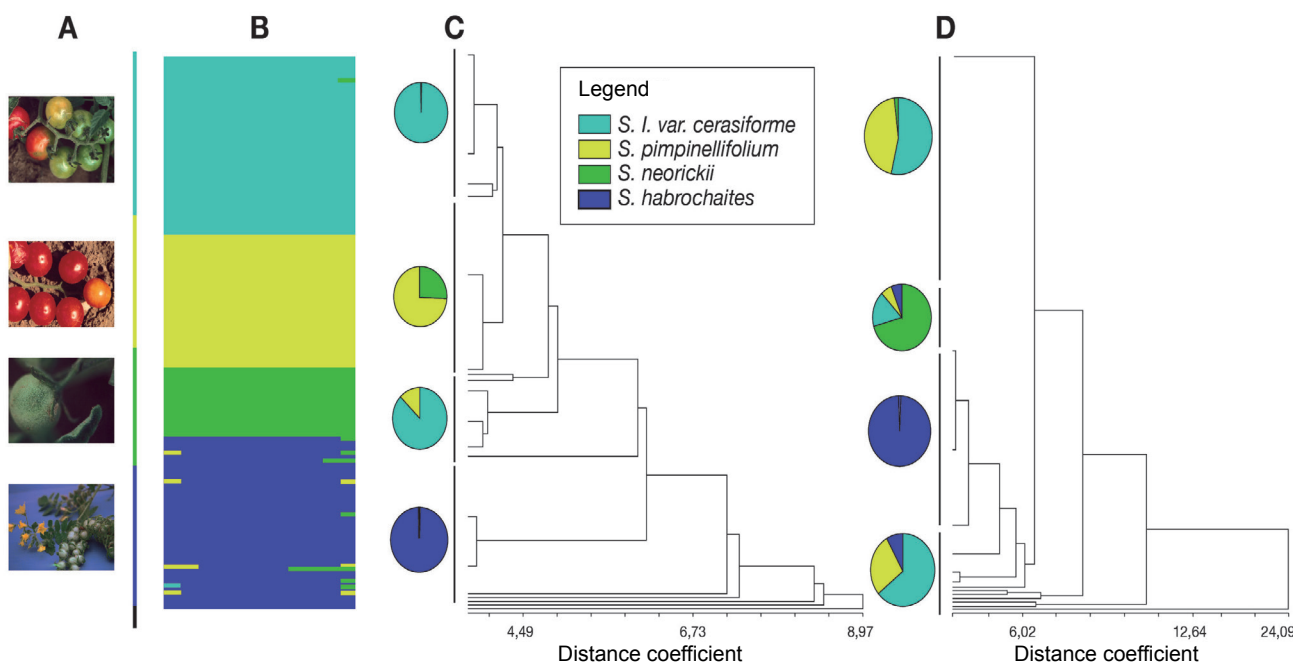 A
B
C
D
Legend
S. l. var. cerasiforme
S. pimpinellifolium
S. neorickii
S. habrochaites
4,49
6,73
8,97
Distance coefficient
6,02
12,64
24,09
Distance coefficient